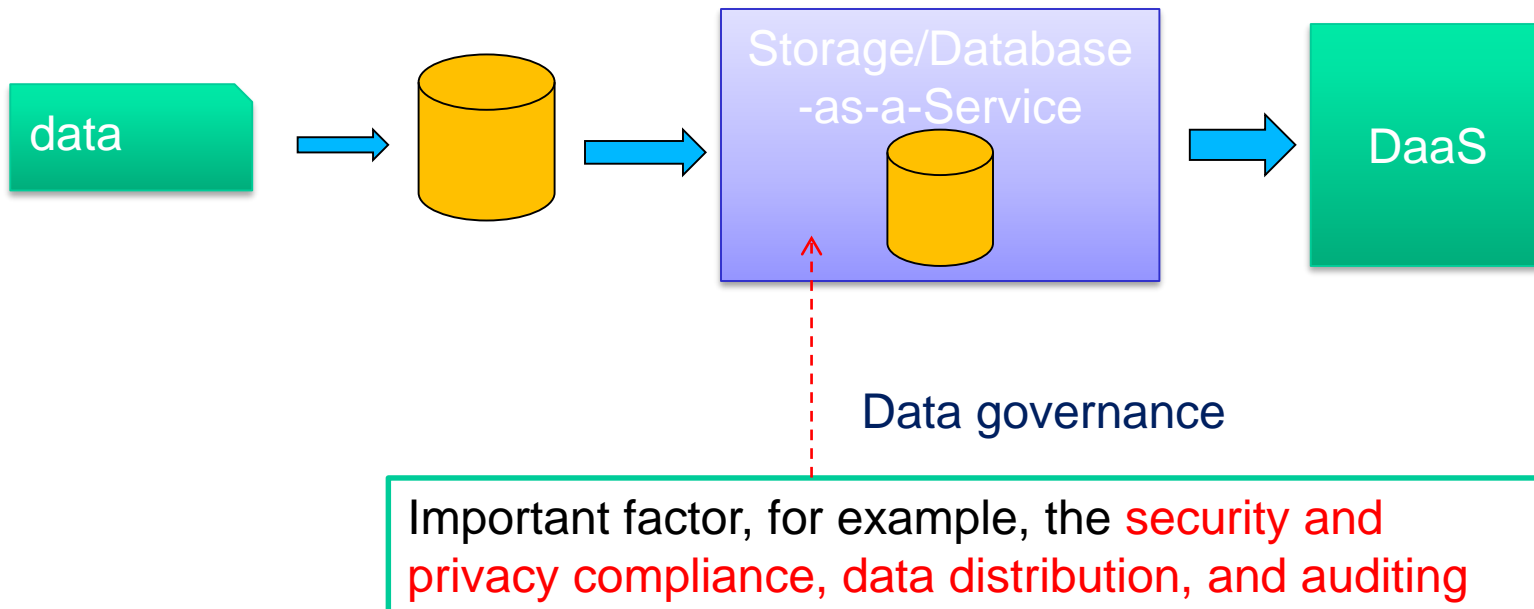 Storage/Database
-as-a-Service
data
DaaS
Data governance
Important factor, for example, the security and
privacy compliance, data distribution, and auditing